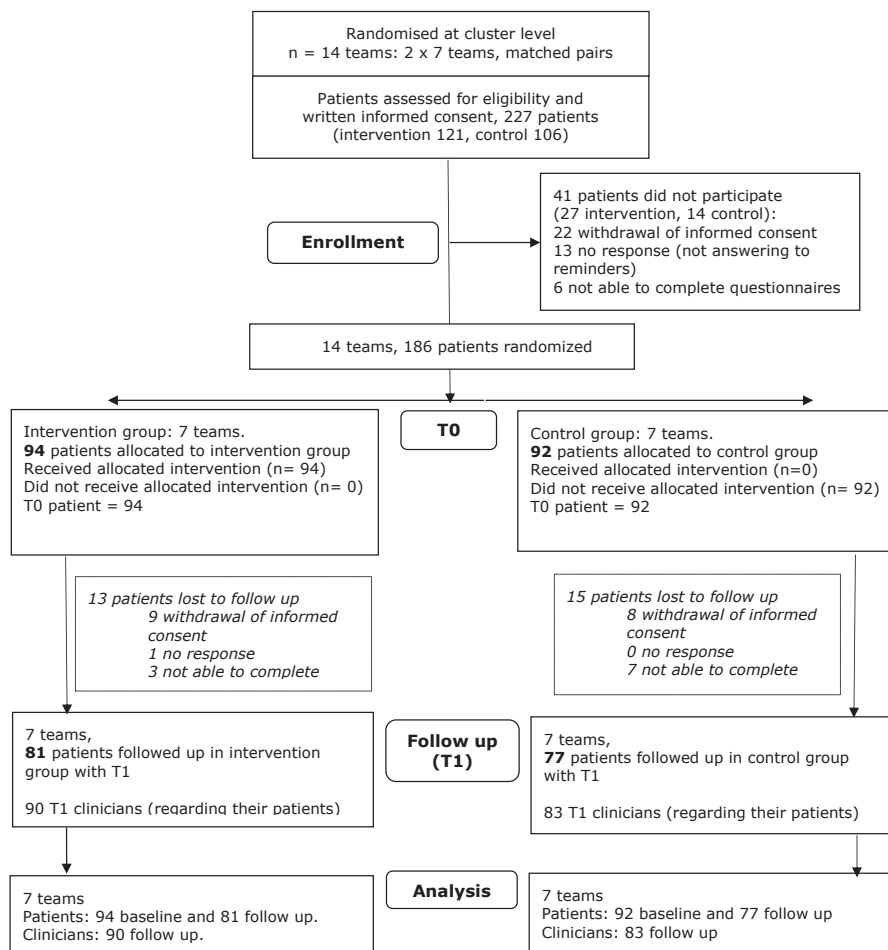 Randomised at cluster level
n = 14 teams: 2 x 7 teams, matched pairs
Patients assessed for eligibility and
written informed consent, 227 patients
(intervention 121, control 106)
41 patients did not participate
(27 intervention, 14 control):
22 withdrawal of informed consent
13 no response (not answering to
reminders)
6 not able to complete questionnaires
Enrollment
14 teams, 186 patients randomized
T0
Intervention group: 7 teams.
94 patients allocated to intervention group
Received allocated intervention (n= 94)
Did not receive allocated intervention (n= 0)
T0 patient = 94
Control group: 7 teams.
92 patients allocated to control group
Received allocated intervention (n=0)
Did not receive allocated intervention (n= 92)
T0 patient = 92
13 patients lost to follow up
9 withdrawal of informed
consent
1 no response
3 not able to complete
15 patients lost to follow up
8 withdrawal of informed
consent
0 no response
7 not able to complete
7 teams,
81 patients followed up in intervention
group with T1
90 T1 clinicians (regarding their patients)
Follow up
(T1)
7 teams,
77 patients followed up in control group
with T1
83 T1 clinicians (regarding their patients)
7 teams
Patients: 94 baseline and 81 follow up.
Clinicians: 90 follow up.
Analysis
7 teams
Patients: 92 baseline and 77 follow up
Clinicians: 83 follow up